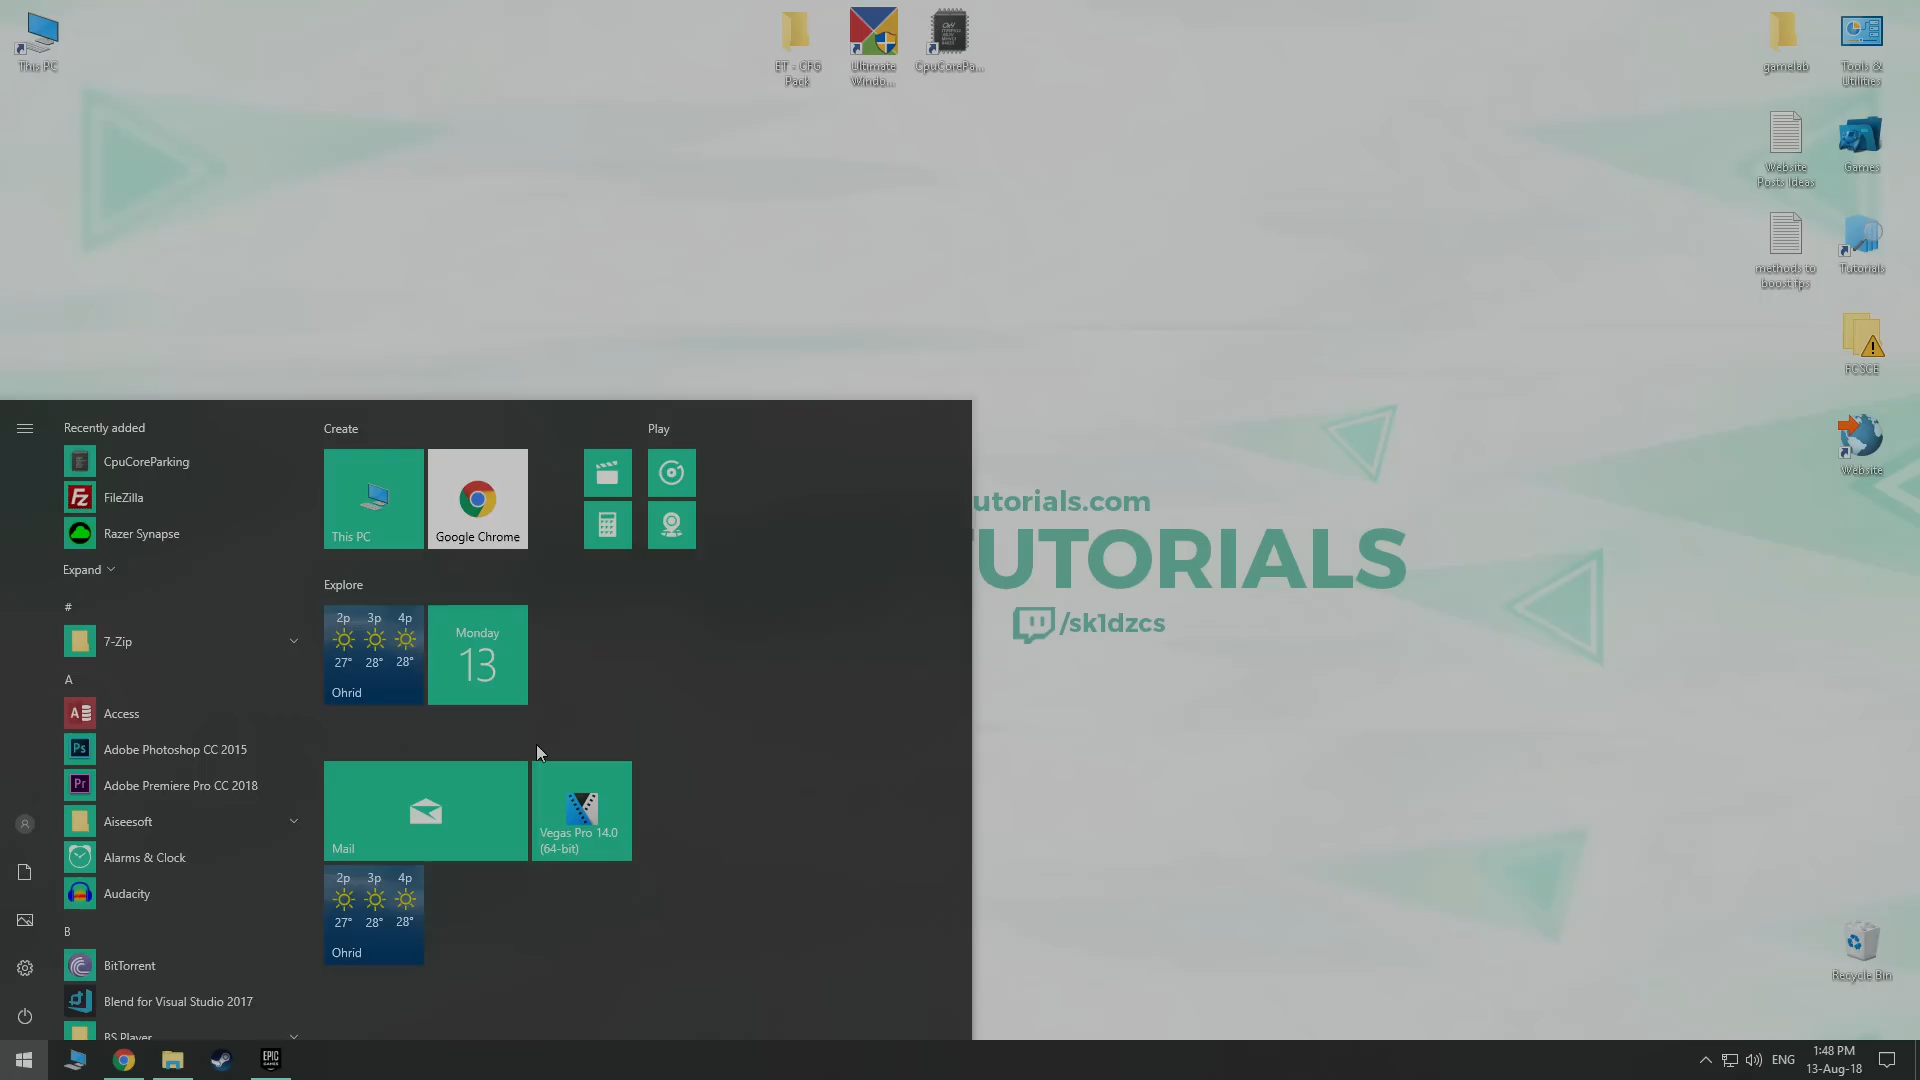 This PC
ET - CFG
Pack
Ultimate
Windo...
CpuCorePa...
gamelab
Tools &
Utilities
Website
Posts Ideas
Games
methods to
boost fps
Tutorials
FCSCE
Website
Recycle Bin
utorials.com
TUTORIALS
/sk1dzcs
Recently added
CpuCoreParking
FileZilla
Razer Synapse
Expand
#
7-Zip
A
Access
Adobe Photoshop CC 2015
Adobe Premiere Pro CC 2018
Aiseesoft
Alarms & Clock
Audacity
B
BitTorrent
Blend for Visual Studio 2017
BS Player
Create
This PC
Google Chrome
Play
Explore
2p 3p 4p
27° 28° 28°
Ohrid
Monday
13
Mail
Vegas Pro 14.0
(64-bit)
2p 3p 4p
27° 28° 28°
Ohrid
EPIC
GAMES
ENG
1:48 PM
13-Aug-18